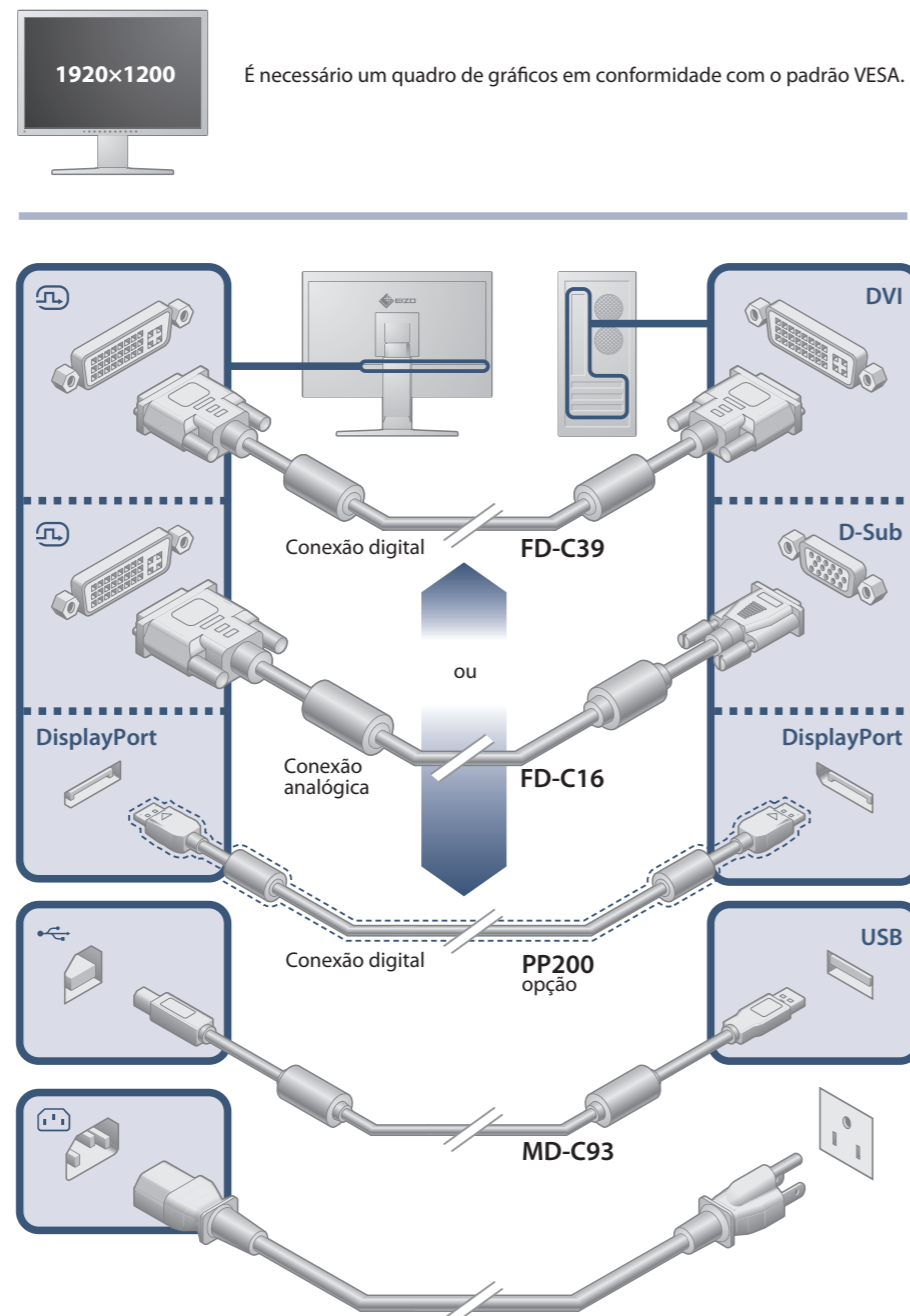 1920×1200
É necessário um quadro de gráficos em conformidade com o padrão VESA.
EIZO
DVI
Conexão digital
FD-C39
D-Sub
ou
DisplayPort
DisplayPort
Conexão
analógica
FD-C16
Conexão digital
PP200
opção
USB
MD-C93